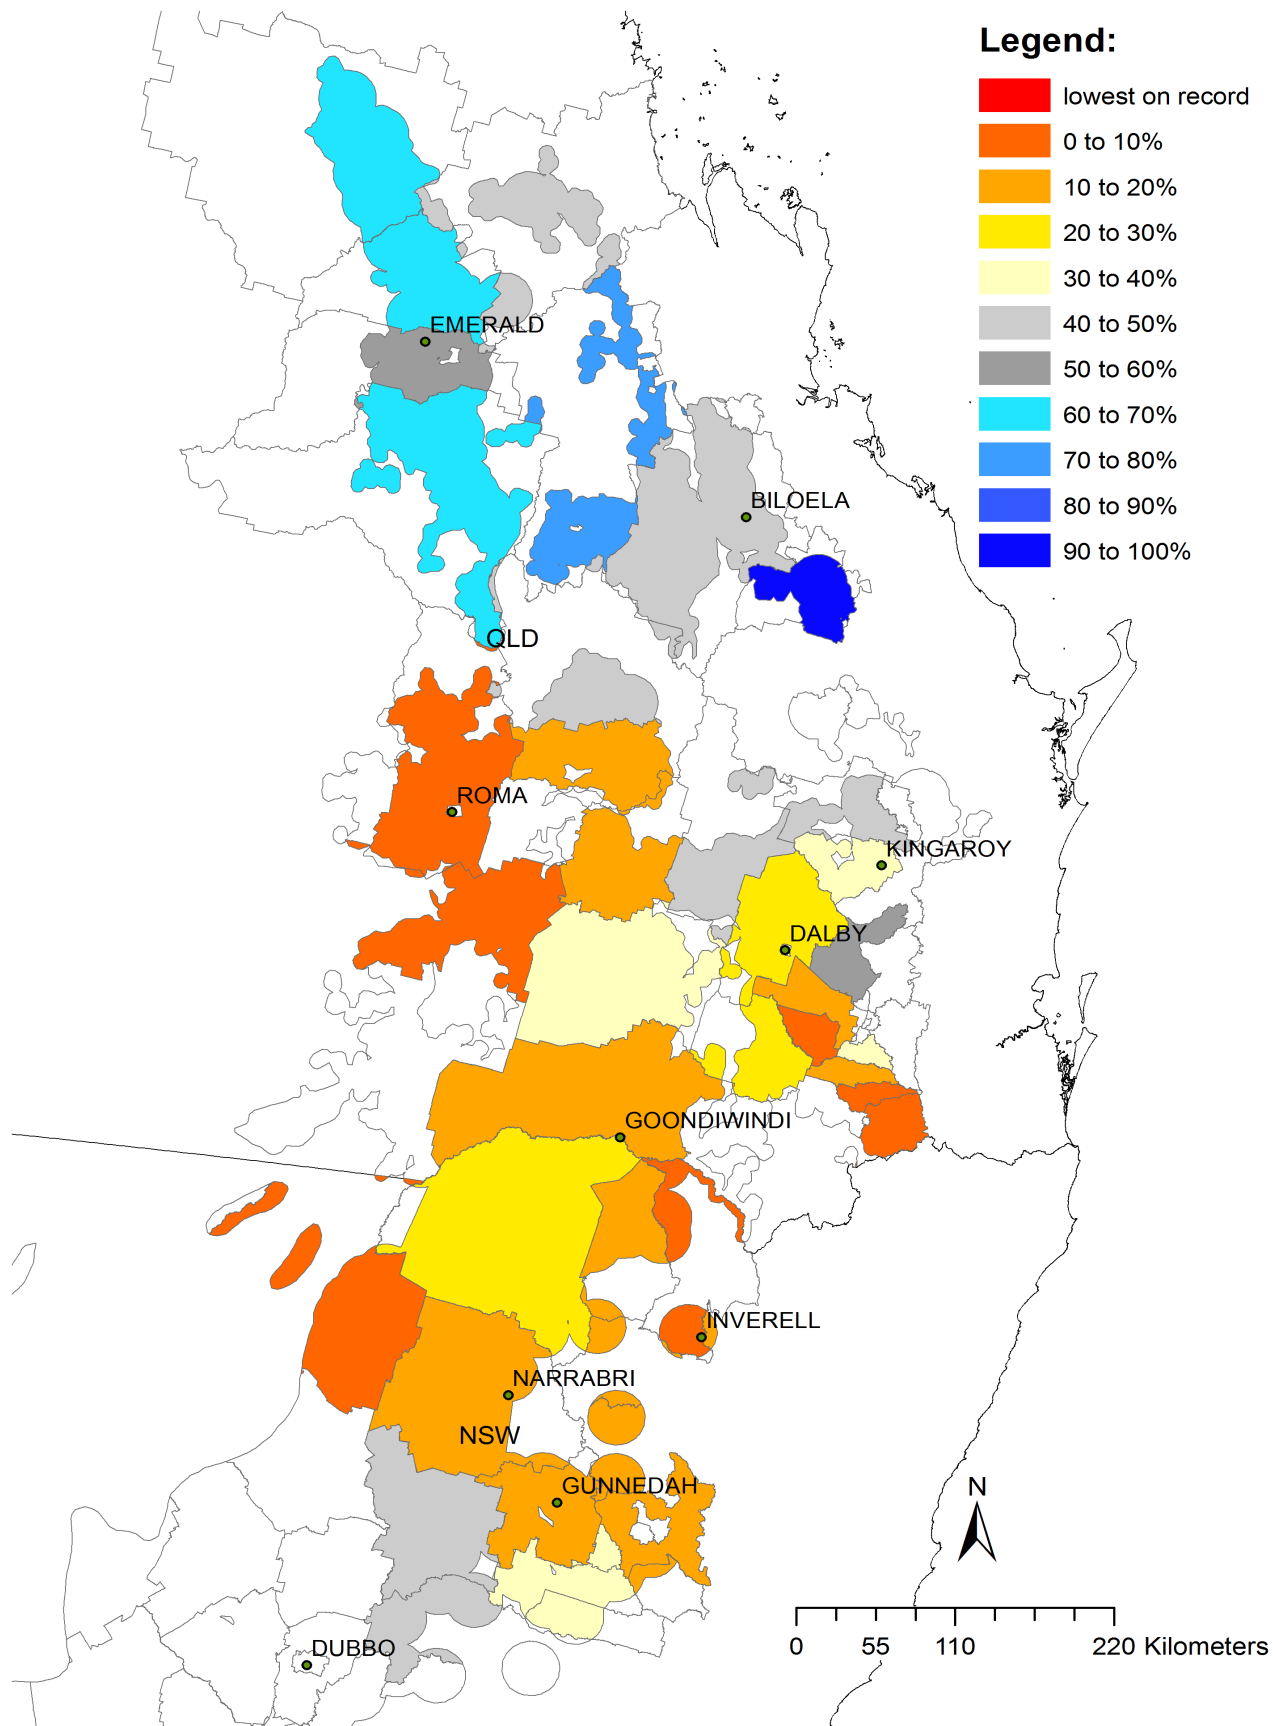 Legend:
lowest on record
0 to 10%
10 to 20%
20 to 30%
30 to 40%
40 to 50%
50 to 60%
60 to 70%
70 to 80%
80 to 90%
90 to 100%
EMERALD
BILOELA
QLD
ROMA
KINGAROY
DALBY
GOONDIWINDI
INVERELL
NARRABRI
NSW
GUNNEDAH
N
DUBBO
0 55 110 220 Kilometers